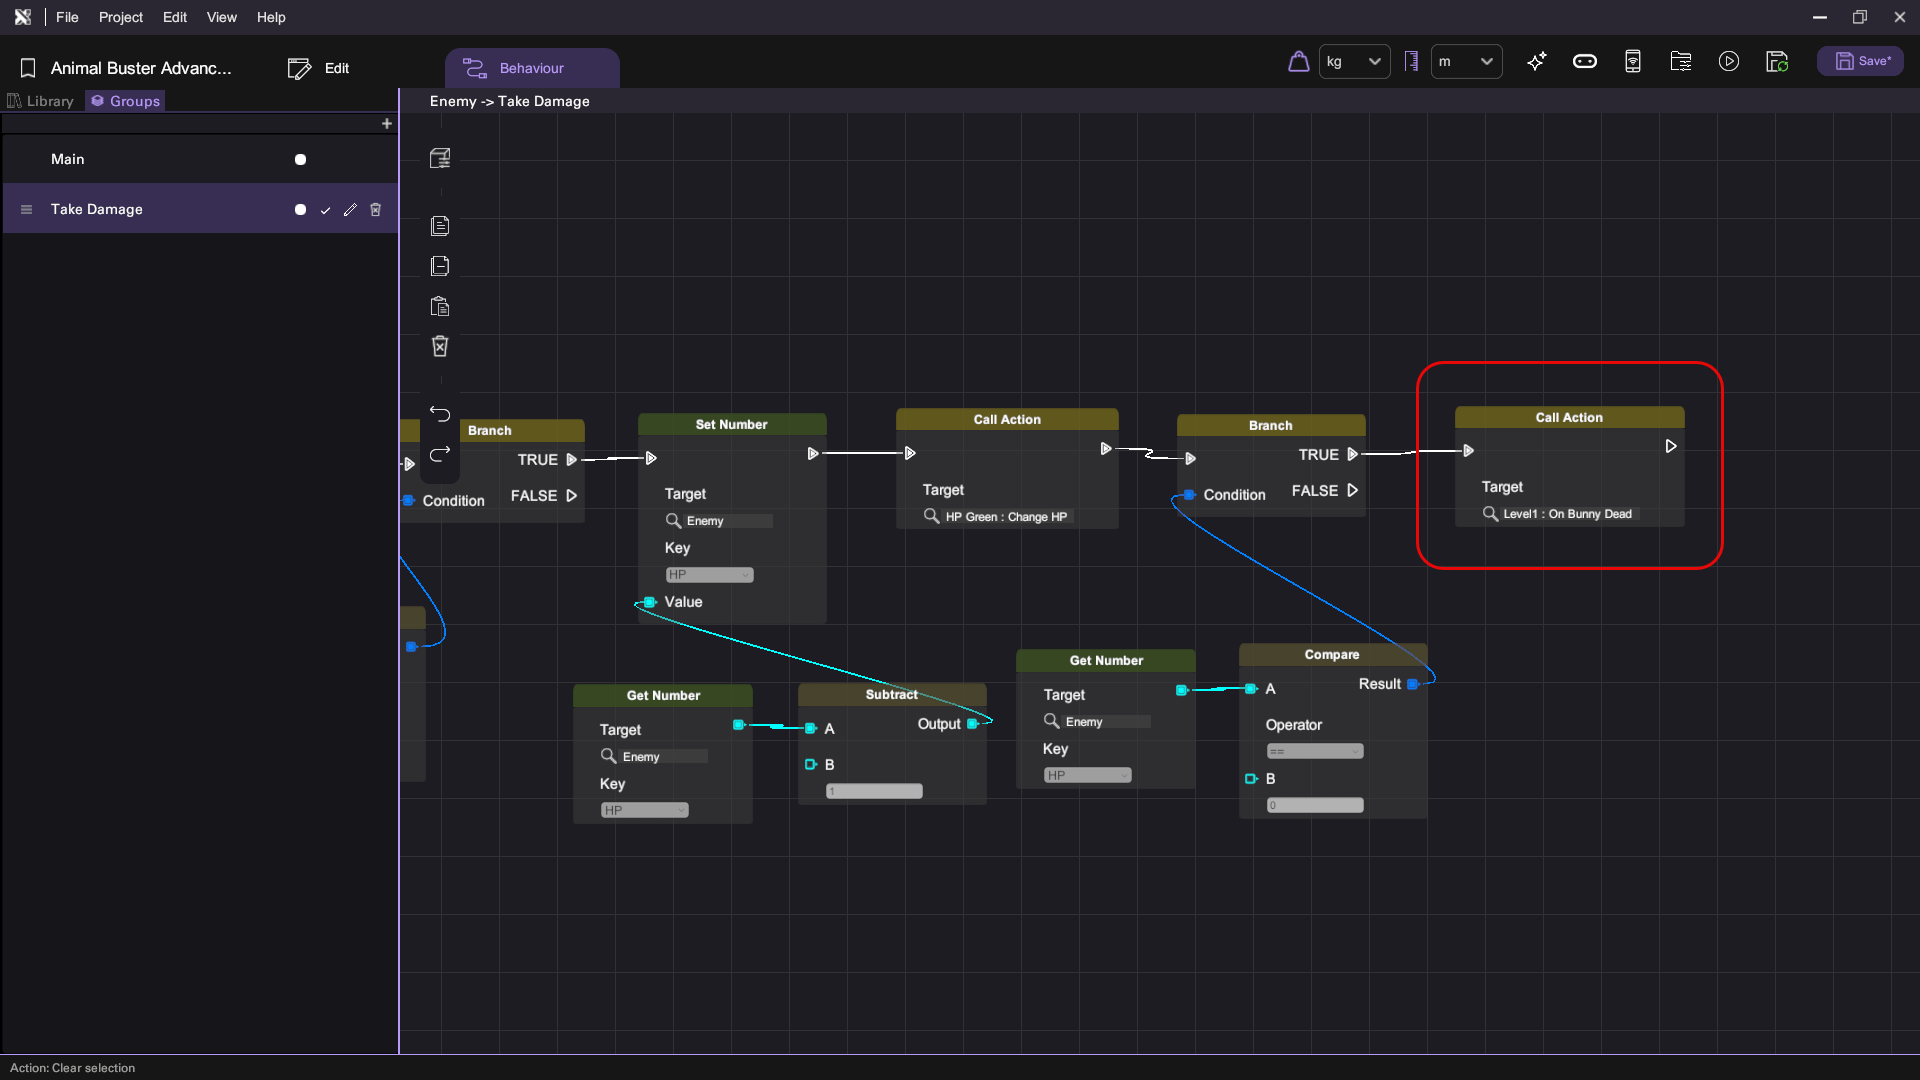 File Project Edit View Help
Animal Buster Advanc... Edit Behaviour kg m Save*
Library Groups
Enemy -> Take Damage
+
Main
Take Damage
Branch
TRUE
FALSE
Condition
Set Number
Target
Enemy
Key
HP
Value
Call Action
Target
HP Green : Change HP
Branch
TRUE
FALSE
Condition
Call Action
Target
Level1 : On Bunny Dead
Get Number
Target
Enemy
Key
HP
Subtract
A Output
B
1
Get Number
Target
Enemy
Key
HP
Compare
A Result
Operator
==
B
0
Action: Clear selection